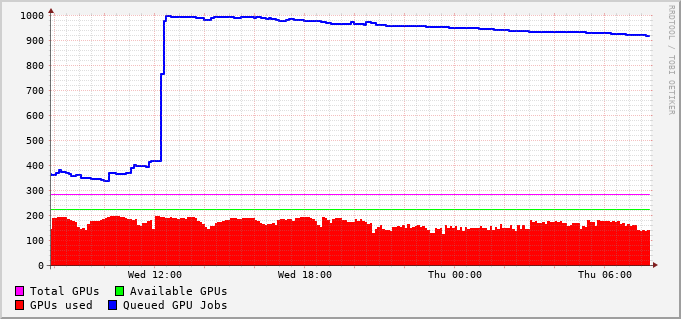 RRDTOOL / TOBI OETIKER
1000
900
800
700
600
500
400
300
200
100
0
Wed 12:00 Wed 18:00 Thu 00:00 Thu 06:00
Total GPUs Available GPUs
GPUs used Queued GPU Jobs